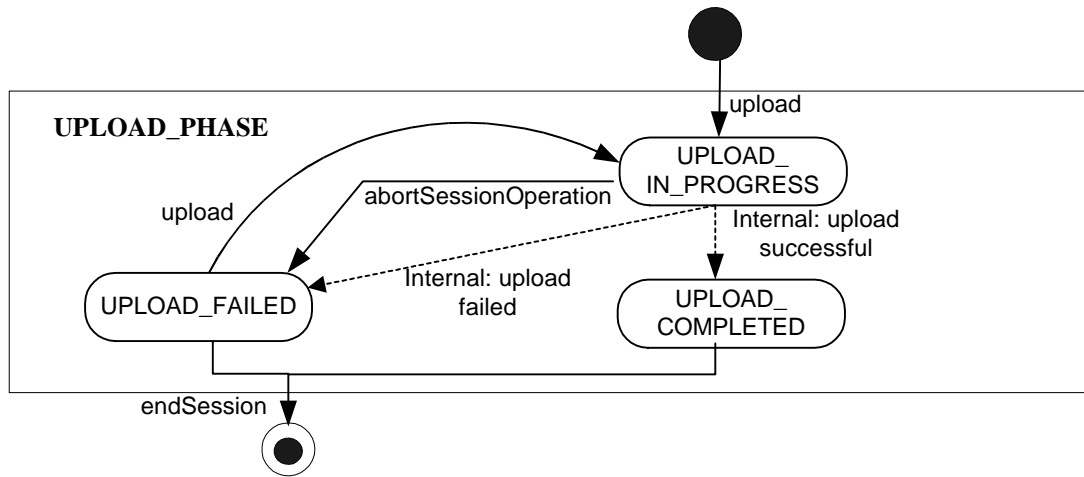 upload
UPLOAD_PHASE
UPLOAD_
IN_PROGRESS
abortSessionOperation
upload
Internal: upload
successful
Internal: upload
failed
UPLOAD_FAILED
UPLOAD_
COMPLETED
endSession